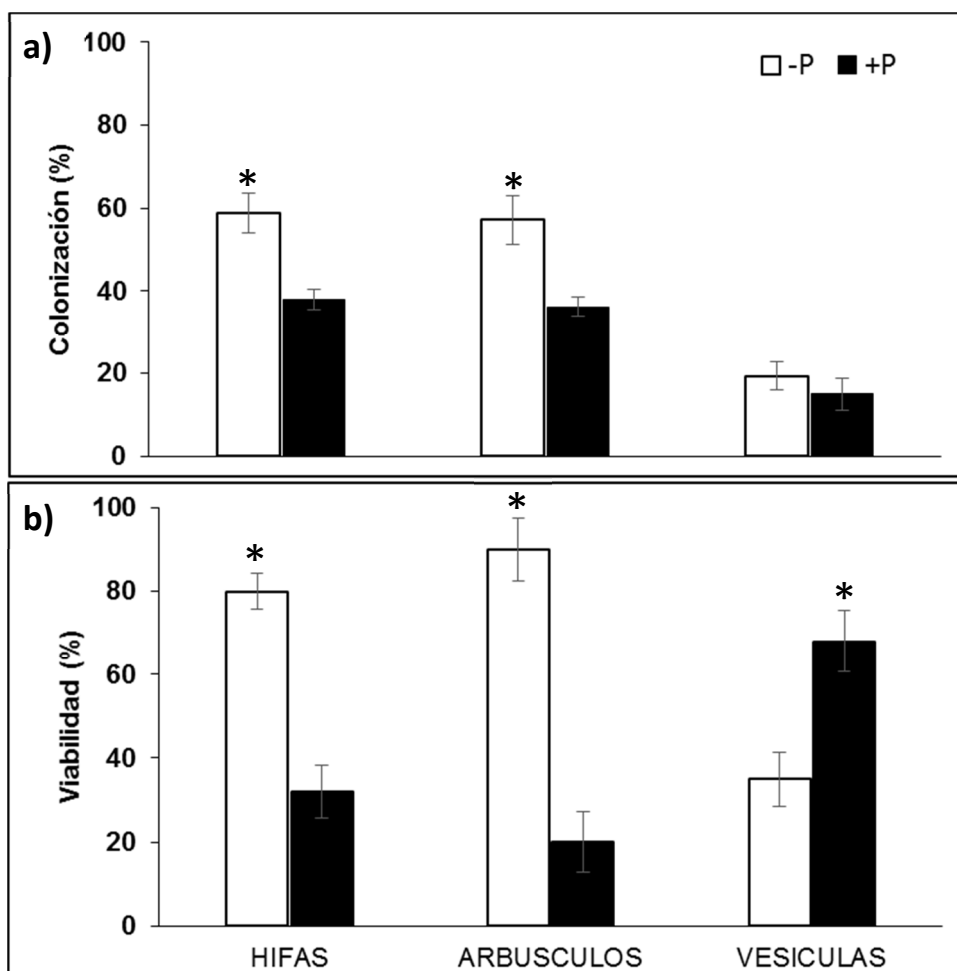 a)
-P +P
Colonización (%)
100
80
60
40
20
0
* *
b)
Viabilidad (%)
100
80
60
40
20
0
* * *
HIFAS ARBUSCULOS VESICULAS